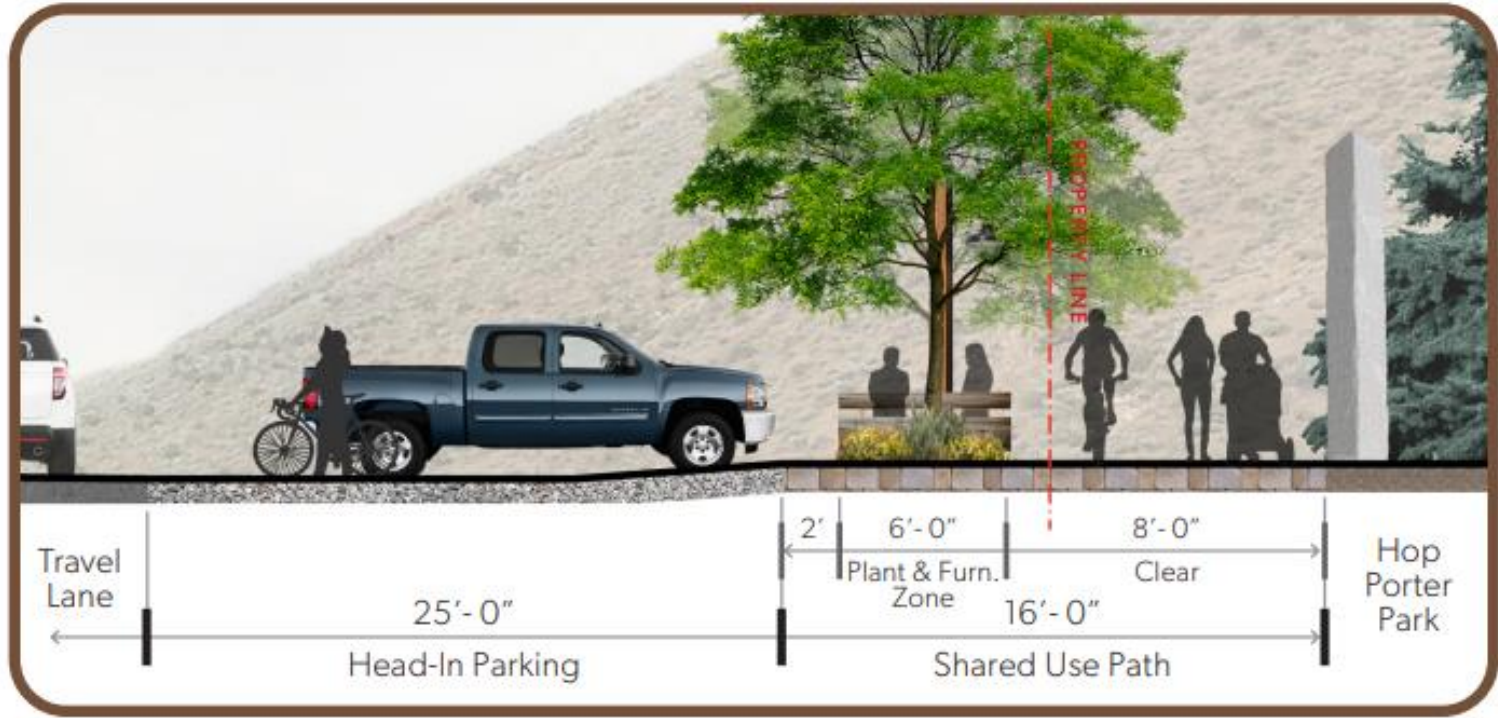 PROPERTY LINE
2' 6'-0" 8'-0"
Plant & Furn.
Zone
Clear
Travel
Lane
25'-0" 16'-0"
Head-In Parking Shared Use Path
Hop
Porter
Park